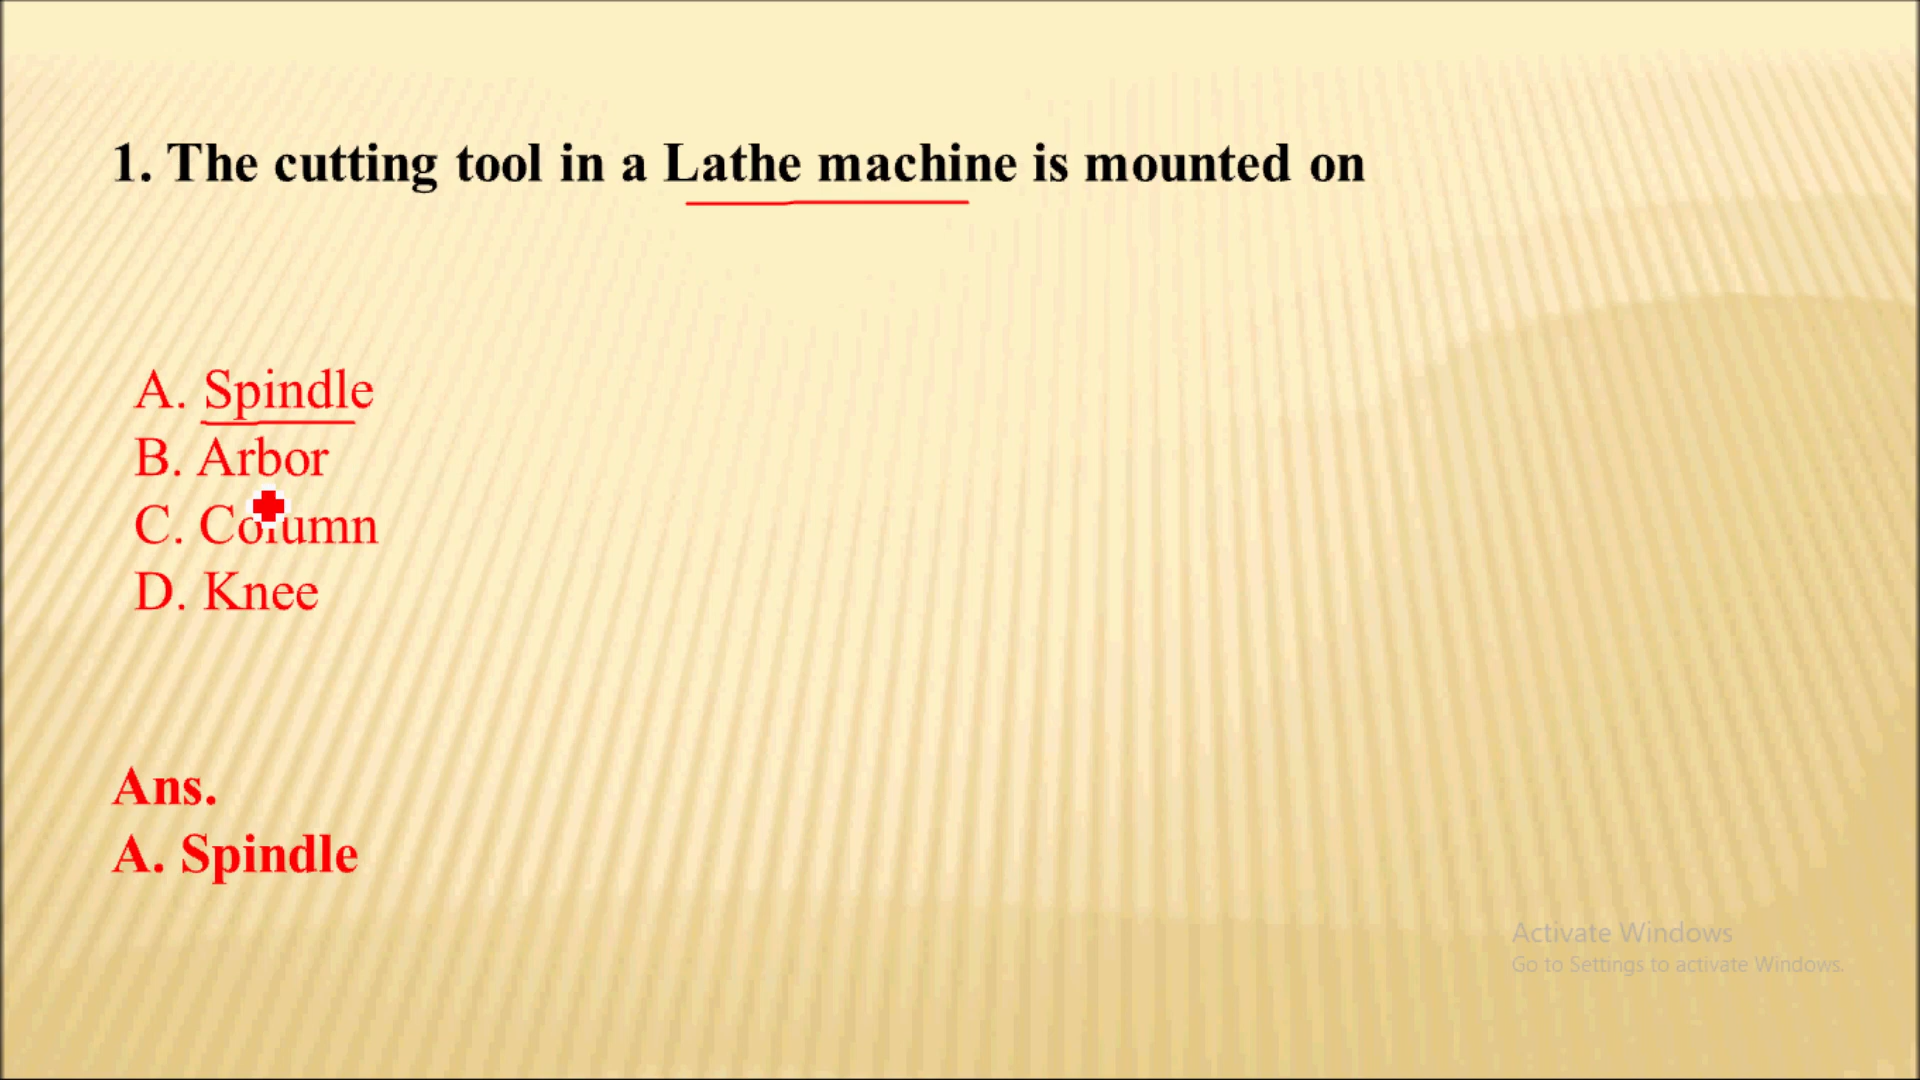 1. The cutting tool in a Lathe machine is mounted on
A. Spindle
B. Arbor
C. Column
D. Knee
Ans.
A. Spindle
Activate Windows
Go to Settings to activate Windows.